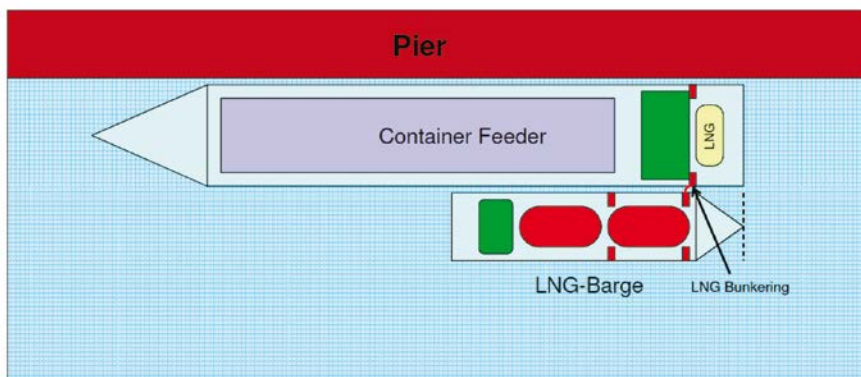 Pier
Container Feeder
LNG
LNG-Barge
LNG Bunkering